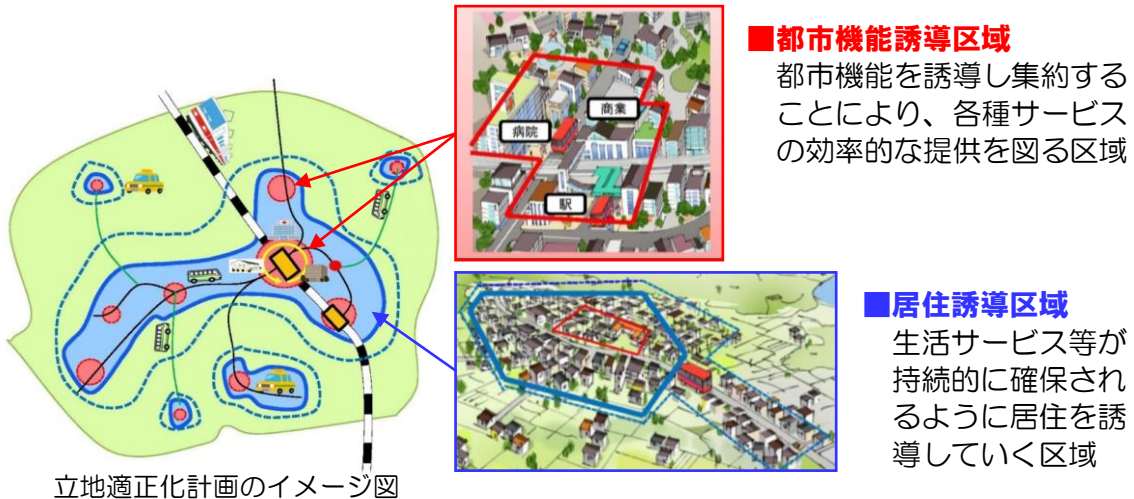 ■都市機能誘導区域
都市機能を誘導し集約する
ことにより、各種サービス
の効率的な提供を図る区域
商業
病院
駅
■居住誘導区域
生活サービス等が
持続的に確保され
るように居住を誘
導していく区域
立地適正化計画のイメージ図